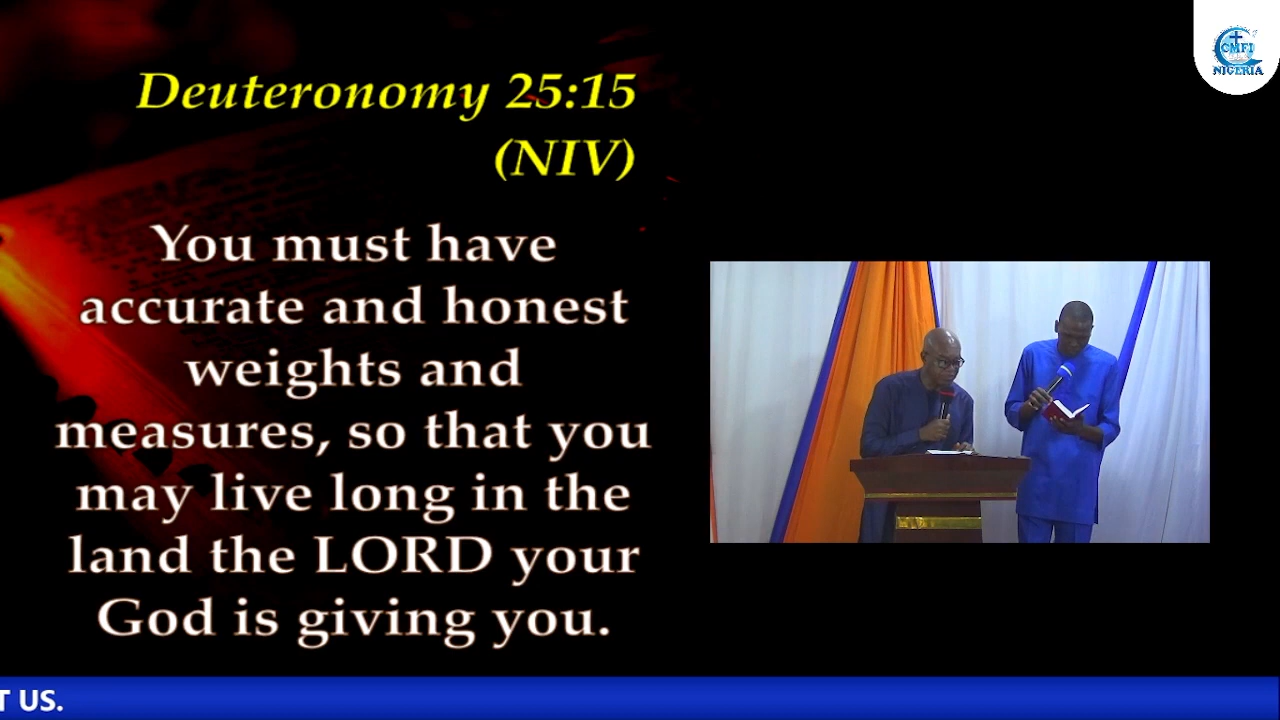 Deuteronomy 25:15
(NIV)
You must have
accurate and honest
weights and
measures, so that you
may live long in the
land the LORD your
God is giving you.
CMFI
NIGERIA
T US.